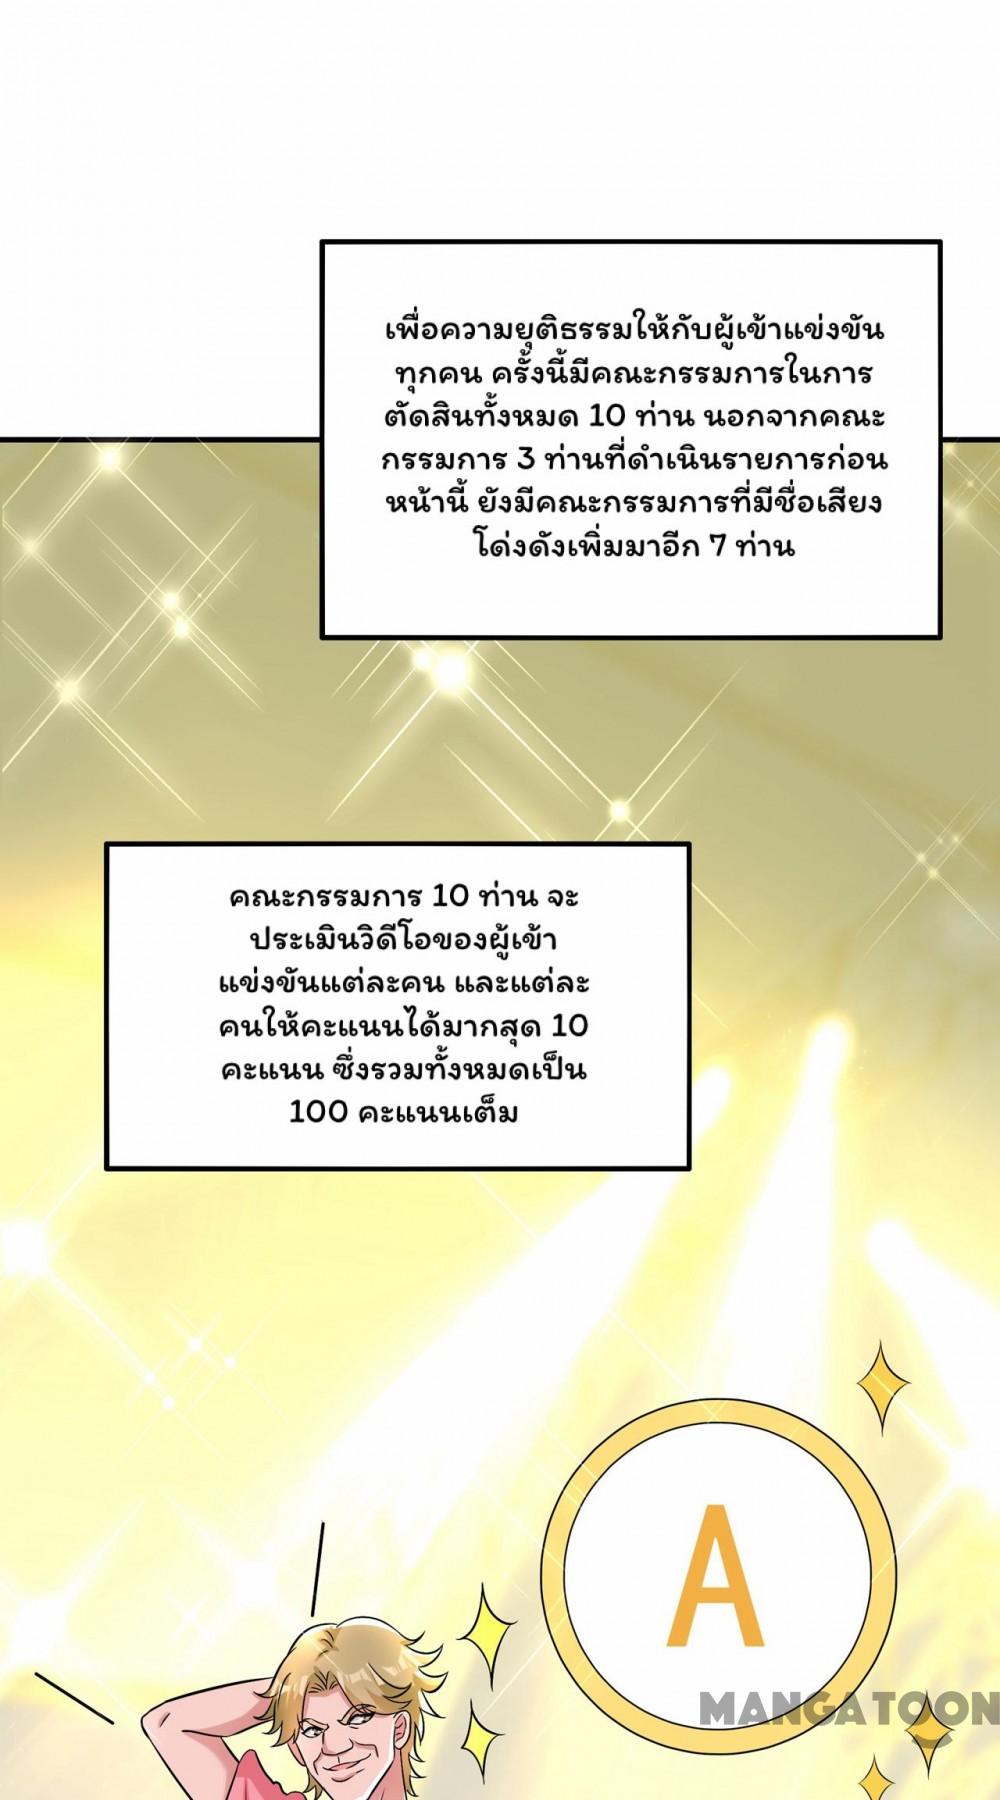 เพื่อความยุติธรรมให้กับผู้เข้าแข่งขัน
ทุกคน ครั้งนี้มีคณะกรรมการในการ
ตัดสินทั้งหมด 10 ท่าน นอกจากคณะ
กรรมการ 3 ท่านที่ดำเนินรายการก่อน
หน้านี้ ยังมีคณะกรรมการที่มีชื่อเสียง
โด่งดังเพิ่มมาอีก 7 ท่าน
คณะกรรมการ 10 ท่าน จะ
ประเมินวิดีโอของผู้เข้า
แข่งขันแต่ละคน และแต่ละ
คนให้คะแนนได้มากสุด 10
คะแนน ซึ่งรวมทั้งหมดเป็น
100 คะแนนเต็ม
A
MANGATOON